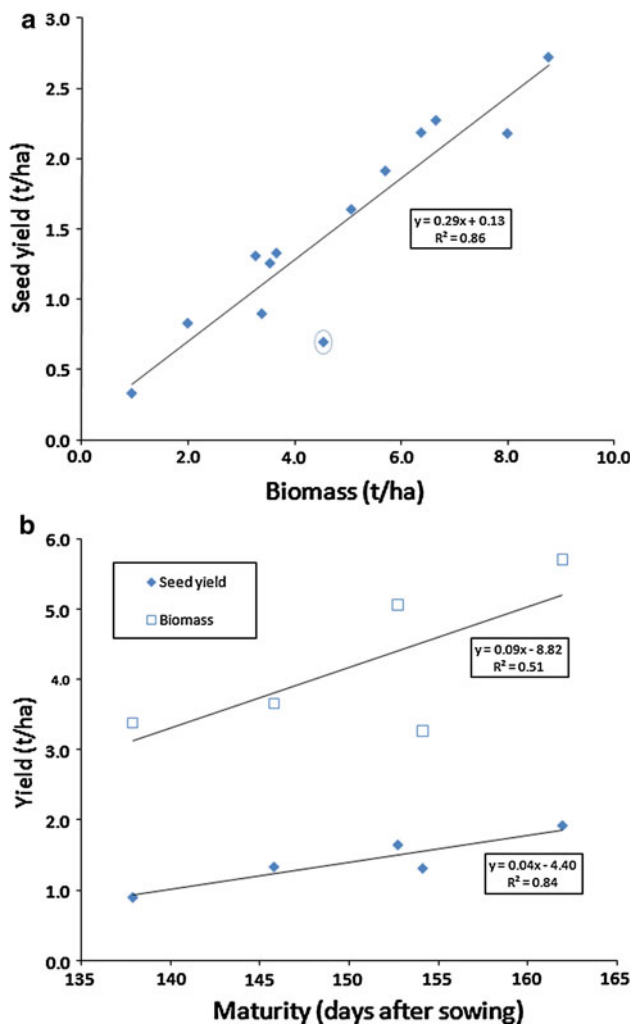 a
3.0
2.5
2.0
1.5
1.0
0.5
0.0
Seed yield (t/ha)
y = 0.29x + 0.13
R² = 0.86
0.0 2.0 4.0 6.0 8.0 10.0
Biomass (t/ha)
b
6.0
5.0
4.0
3.0
2.0
1.0
0.0
Yield (t/ha)
Seed yield
Biomass
y = 0.09x - 8.82
R² = 0.51
y = 0.04x - 4.40
R² = 0.84
135 140 145 150 155 160 165
Maturity (days after sowing)